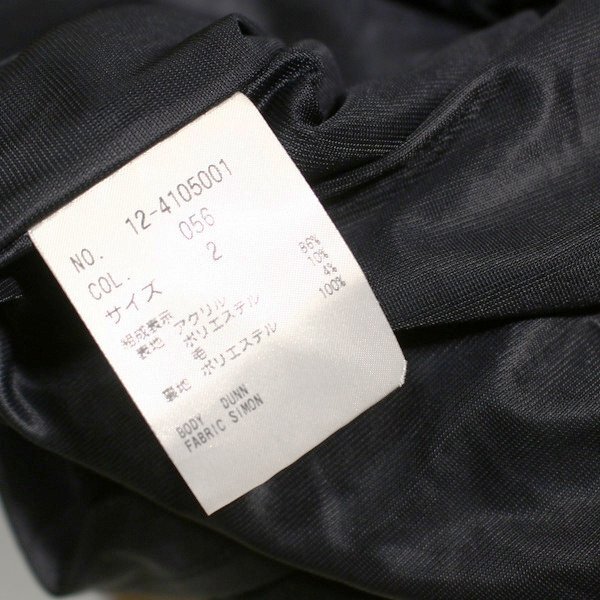 NO. 12-4105001
COL. 056
サイズ 2
組成表示
表地 アクリル 86%
ポリエステル 10%
毛 4%
裏地 ポリエステル 100%
BODY DUNN
FABRIC SIMON